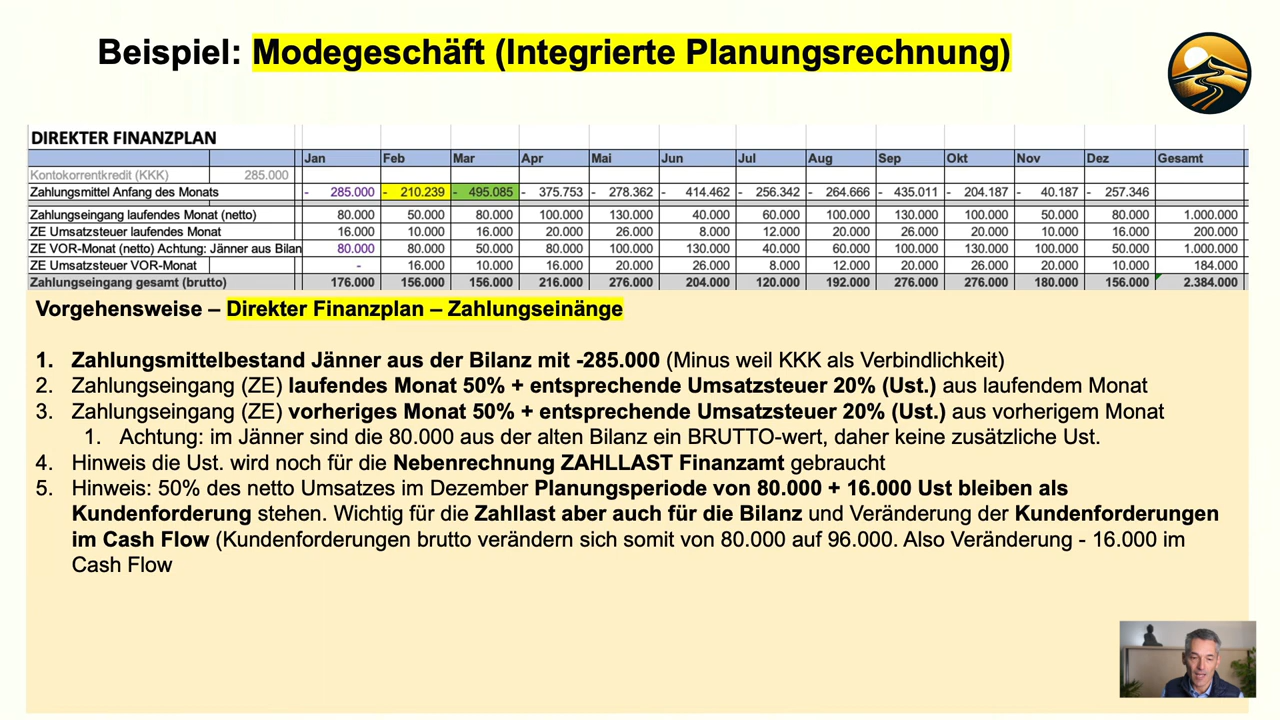 Beispiel: Modegeschäft (Integrierte Planungsrechnung)
DIREKTER FINANZPLAN
Jan Feb Mar Apr Mai Jun Jul Aug Sep Okt Nov Dez Gesamt
Kontokorrentkredit (KKK) 285.000
Zahlungsmittel Anfang des Monats - 285.000 - 210.239 - 495.085 - 375.753 - 278.362 - 414.462 - 256.342 - 264.666 - 435.011 - 204.187 - 40.187 - 257.346
Zahlungseingang laufendes Monat (netto) 80.000 50.000 80.000 100.000 130.000 40.000 60.000 100.000 130.000 100.000 50.000 80.000 1.000.000
ZE Umsatzsteuer laufendes Monat 16.000 10.000 16.000 20.000 26.000 8.000 12.000 20.000 26.000 20.000 10.000 16.000 200.000
ZE VOR-Monat (netto) Achtung: Jänner aus Bilan 80.000 80.000 50.000 80.000 100.000 130.000 40.000 60.000 100.000 130.000 100.000 50.000 1.000.000
ZE Umsatzsteuer VOR-Monat - 16.000 10.000 16.000 20.000 26.000 8.000 12.000 20.000 26.000 20.000 10.000 184.000
Zahlungseingang gesamt (brutto) 176.000 156.000 156.000 216.000 276.000 204.000 120.000 192.000 276.000 276.000 180.000 156.000 2.384.000
Vorgehensweise – Direkter Finanzplan – Zahlungseinänge
1. Zahlungsmittelbestand Jänner aus der Bilanz mit -285.000 (Minus weil KKK als Verbindlichkeit)
2. Zahlungseingang (ZE) laufendes Monat 50% + entsprechende Umsatzsteuer 20% (Ust.) aus laufendem Monat
3. Zahlungseingang (ZE) vorheriges Monat 50% + entsprechende Umsatzsteuer 20% (Ust.) aus vorherigem Monat
1. Achtung: im Jänner sind die 80.000 aus der alten Bilanz ein BRUTTO-wert, daher keine zusätzliche Ust.
4. Hinweis die Ust. wird noch für die Nebenrechnung ZAHLLAST Finanzamt gebraucht
5. Hinweis: 50% des netto Umsatzes im Dezember Planungsperiode von 80.000 + 16.000 Ust bleiben als
Kundenforderung stehen. Wichtig für die Zahllast aber auch für die Bilanz und Veränderung der Kundenforderungen
im Cash Flow (Kundenforderungen brutto verändern sich somit von 80.000 auf 96.000. Also Veränderung - 16.000 im
Cash Flow